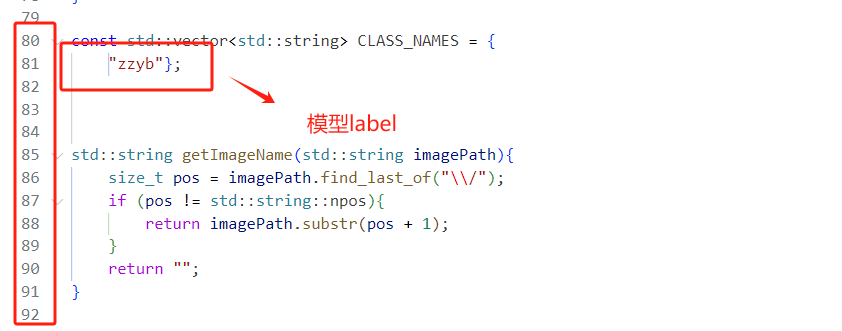 79
80 const std::vector<std::string> CLASS_NAMES = {
81 "zzyb"};
82
83
模型label
84
85 std::string getImageName(std::string imagePath){
86 size_t pos = imagePath.find_last_of("\\/");
87 if (pos != std::string::npos){
88 return imagePath.substr(pos + 1);
89 }
90 return "";
91 }
92